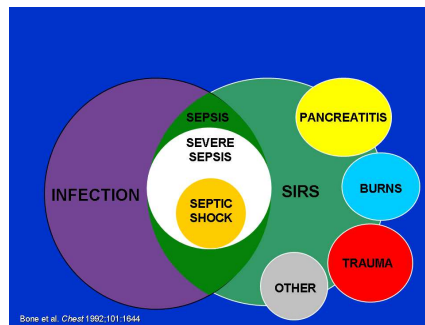 SEPSIS
PANCREATITIS
SEVERE
SEPSIS
INFECTION
SIRS
BURNS
SEPTIC
SHOCK
TRAUMA
OTHER
Bone et al. Chest 1992;101:1644